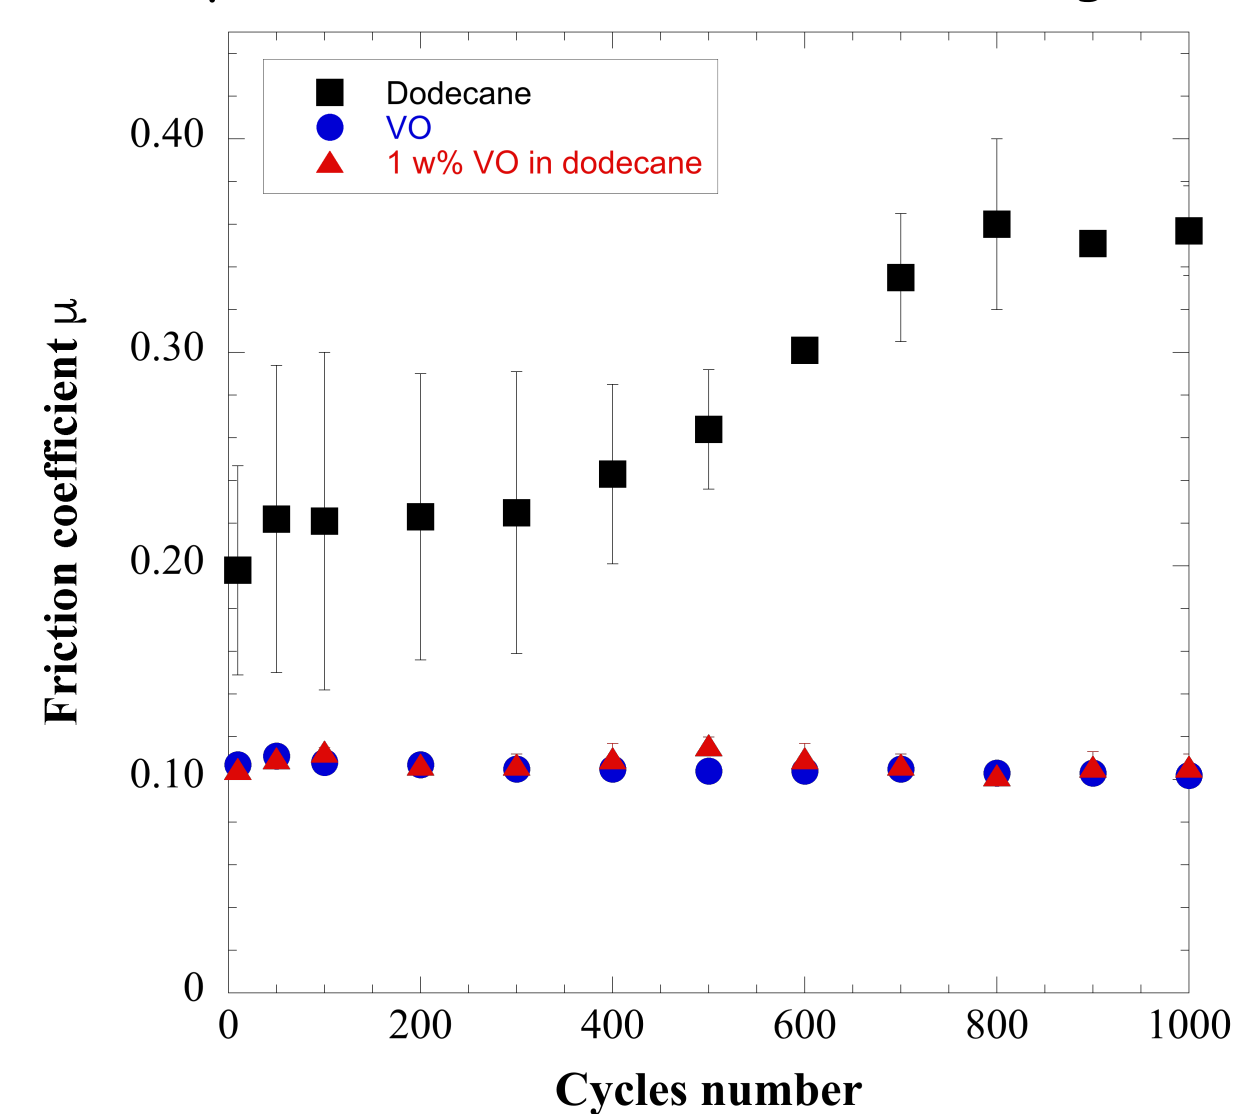 Dodecane
VO
1 w% VO in dodecane
0.40
0.30
0.20
0.10
0
Friction coefficient μ
0 200 400 600 800 1000
Cycles number